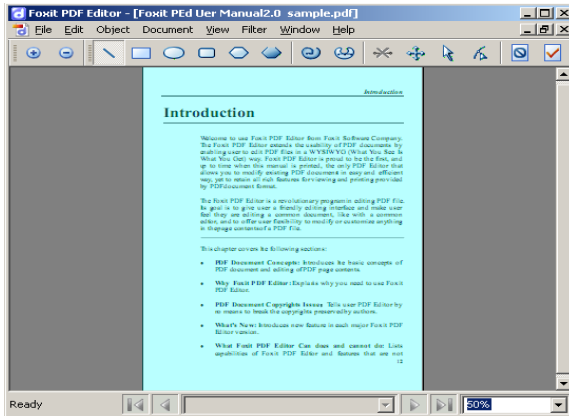 Foxit PDF Editor - [Foxit PEd Uer Manual2.0 sample.pdf]
File Edit Object Document View Filter Window Help
Introduction
Introduction
Welcome to use Foxit PDF Editor from Foxit Software Company.
The Foxit PDF Editor extends the usability of PDF documents by
enabling user to edit PDF files in a WYSIWYG (What You See Is
What You Get) way. Foxit PDF Editor is proud to be the first, and
up to time when this manual is printed, the only PDF Editor that
allows you to modify existing PDF document in easy and efficient
way, yet to retain all rich features for viewing and printing provided
by PDF document format.
The Foxit PDF Editor is a revolutionary program in editing PDF file.
Its goal is to give user a friendly editing interface and make user
feel they are editing a common document, like with a common
editor, and to offer user flexibility to modify or customize anything
in the page contents of a PDF file.
This chapter covers he following sections:
• PDF Document Concepts: Introduces he basic concepts of
PDF document and editing of PDF page contents.
• Why Foxit PDF Editor: Explains why you need to use Foxit
PDF Editor.
• PDF Document Copyrights Issues Tells user PDF Editor by
no means to break the copyrights preserved by authors.
• What's New: Introduces new feature in each major Foxit PDF
Editor version.
• What Foxit PDF Editor Can does and cannot do: Lists
capabilities of Foxit PDF Editor and features that are not
12
Ready
50%